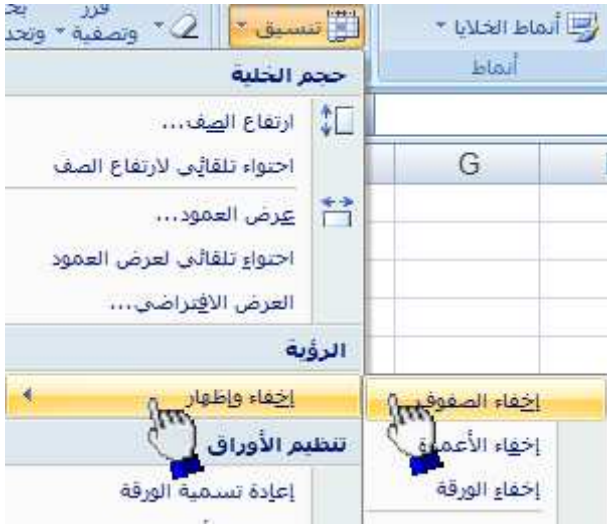 أنماط الخلايا
تنسيق
فرز
وتصفية
أنماط
حجم الخلية
ارتفاع الصف...
احتواء تلقائي لارتفاع الصف
G
عرض العمود...
احتواء تلقائي لعرض العمود
العرض الافتراضي...
الرؤية
إخفاء وإظهار
إخفاء الصفوف
تنظيم الأوراق
إخفاء الأعمدة
إعادة تسمية الورقة
إخفاء الورقة